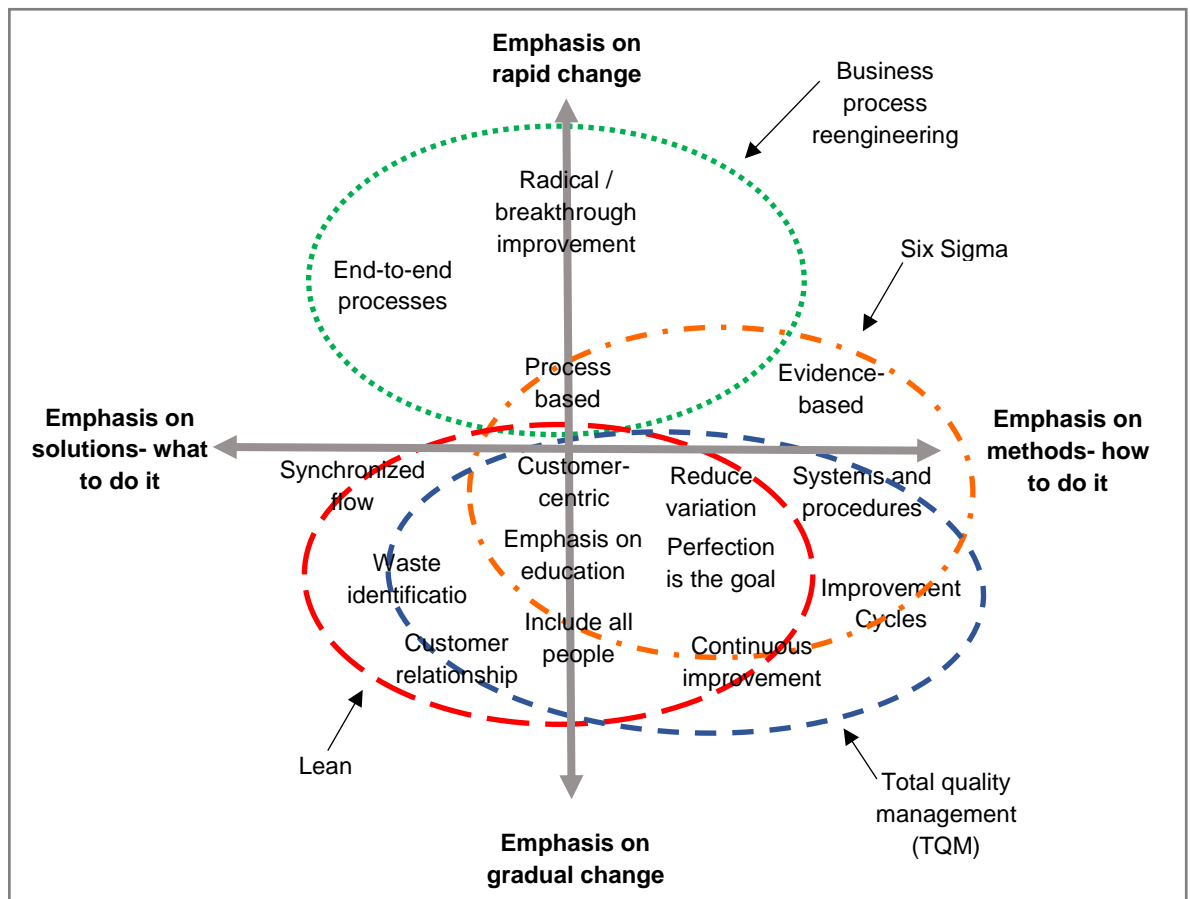 Emphasis on
rapid change
Business
process
reengineering
Radical /
breakthrough
improvement
Six Sigma
End-to-end
processes
Process
based
Evidence-
based
Emphasis on
solutions- what
to do it
Emphasis on
methods- how
to do it
Synchronized
flow
Customer-
centric
Reduce
variation
Systems and
procedures
Emphasis on
education
Perfection
is the goal
Waste
identificatio
Improvement
Cycles
Include all
people
Customer
relationship
Continuous
improvement
Lean
Total quality
management
(TQM)
Emphasis on
gradual change